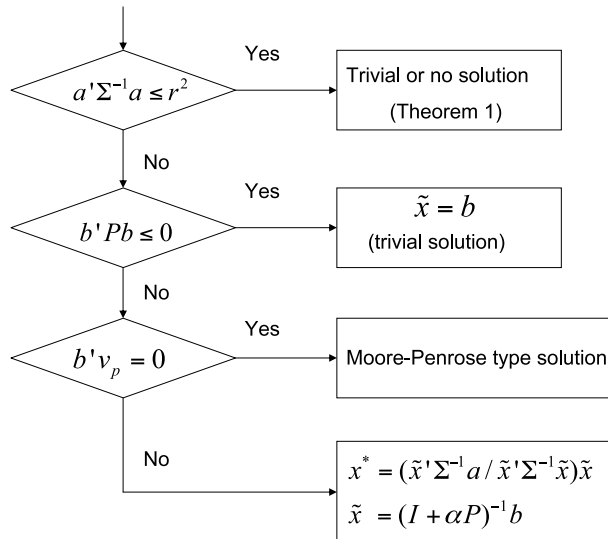 Yes
a'Σ⁻¹a ≤ r²
Trivial or no solution
(Theorem 1)
No
Yes
b'Pb ≤ 0
x̃ = b
(trivial solution)
No
Yes
b'vₚ = 0
Moore-Penrose type solution
No
x* = (x̃'Σ⁻¹a / x̃'Σ⁻¹x̃)x̃
x̃ = (I + αP)⁻¹b